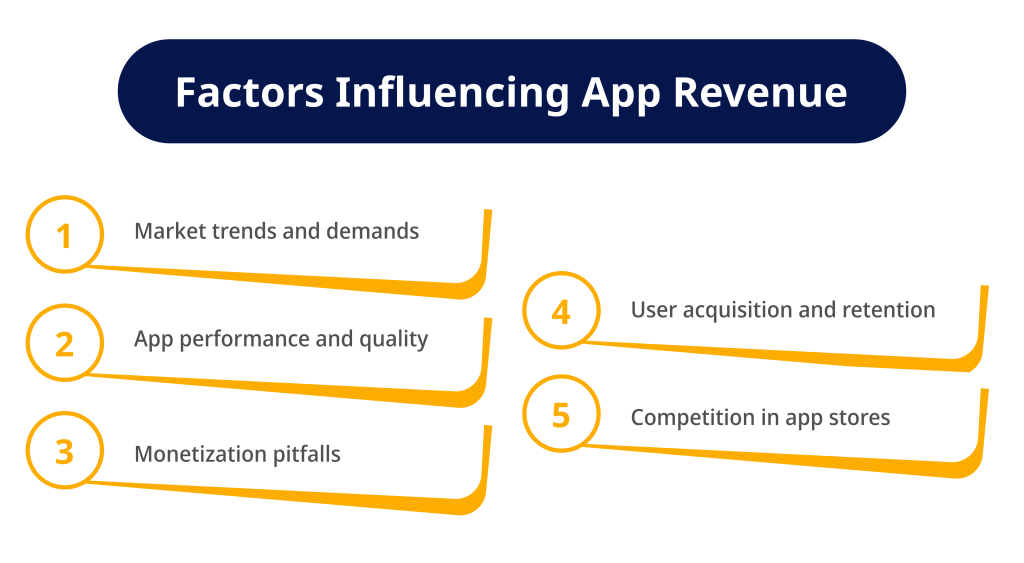 Factors Influencing App Revenue
1
Market trends and demands
2
App performance and quality
3
Monetization pitfalls
4
User acquisition and retention
5
Competition in app stores